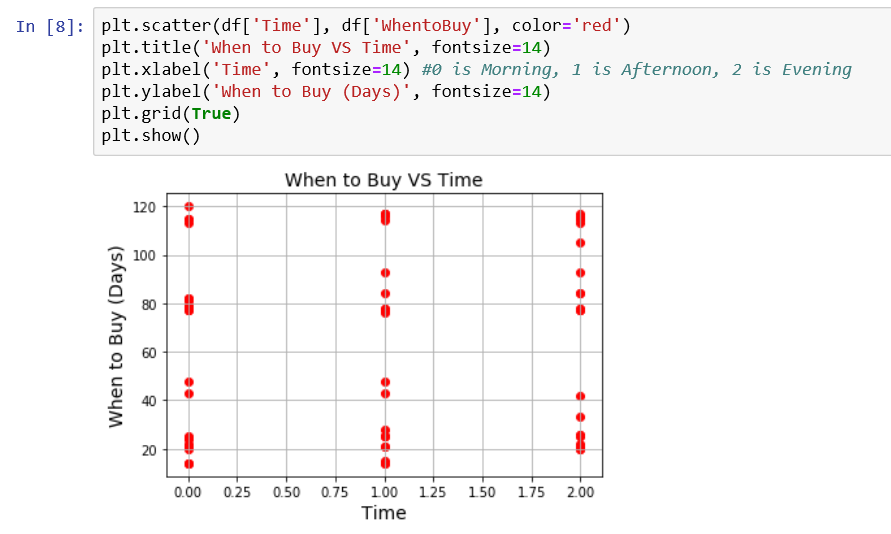 In [8]: plt.scatter(df['Time'], df['WhentoBuy'], color='red')
plt.title('When to Buy VS Time', fontsize=14)
plt.xlabel('Time', fontsize=14) #0 is Morning, 1 is Afternoon, 2 is Evening
plt.ylabel('When to Buy (Days)', fontsize=14)
plt.grid(True)
plt.show()
When to Buy VS Time
When to Buy (Days)
120
100
80
60
40
20
0.00 0.25 0.50 0.75 1.00 1.25 1.50 1.75 2.00
Time